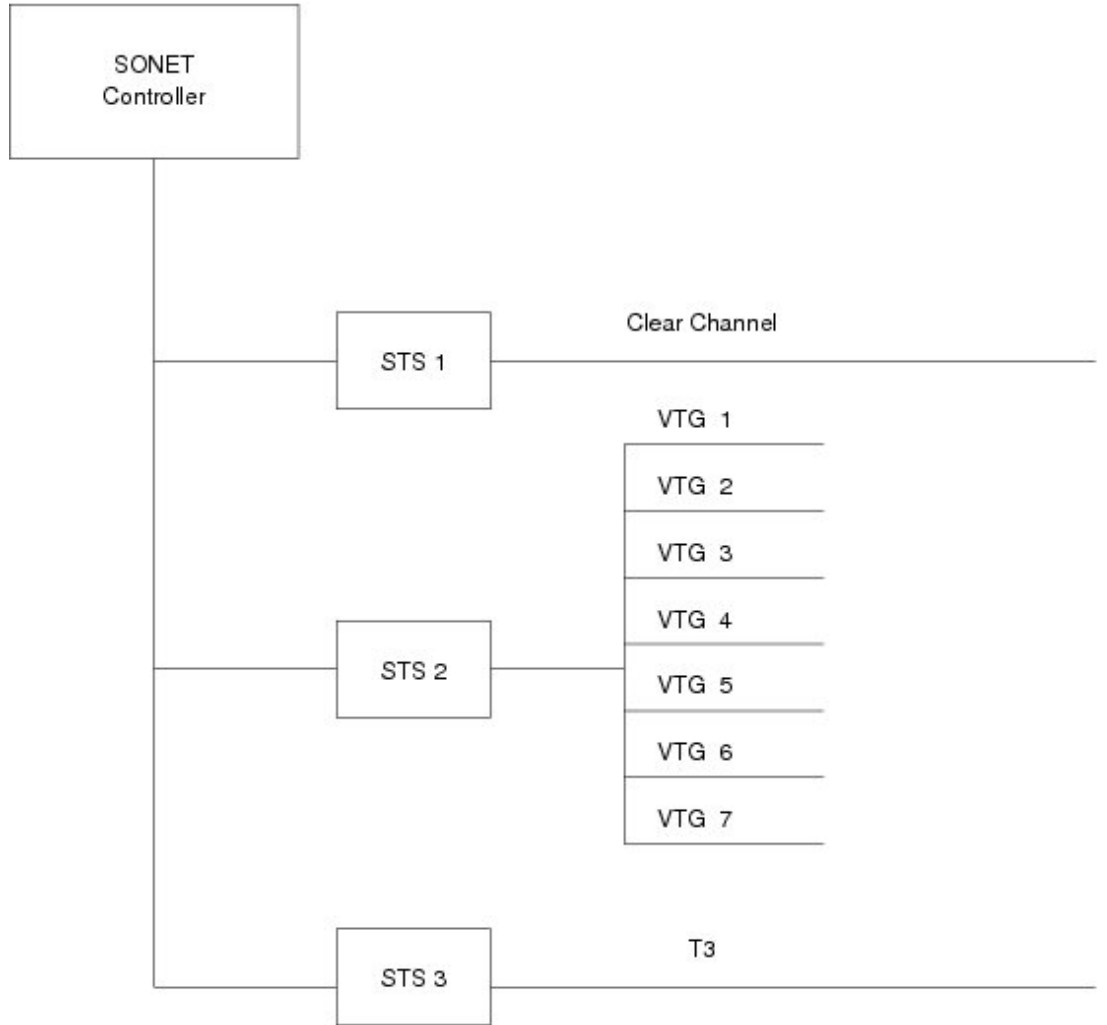 SONET
Controller
Clear Channel
STS 1
VTG 1
VTG 2
VTG 3
VTG 4
STS 2
VTG 5
VTG 6
VTG 7
T3
STS 3